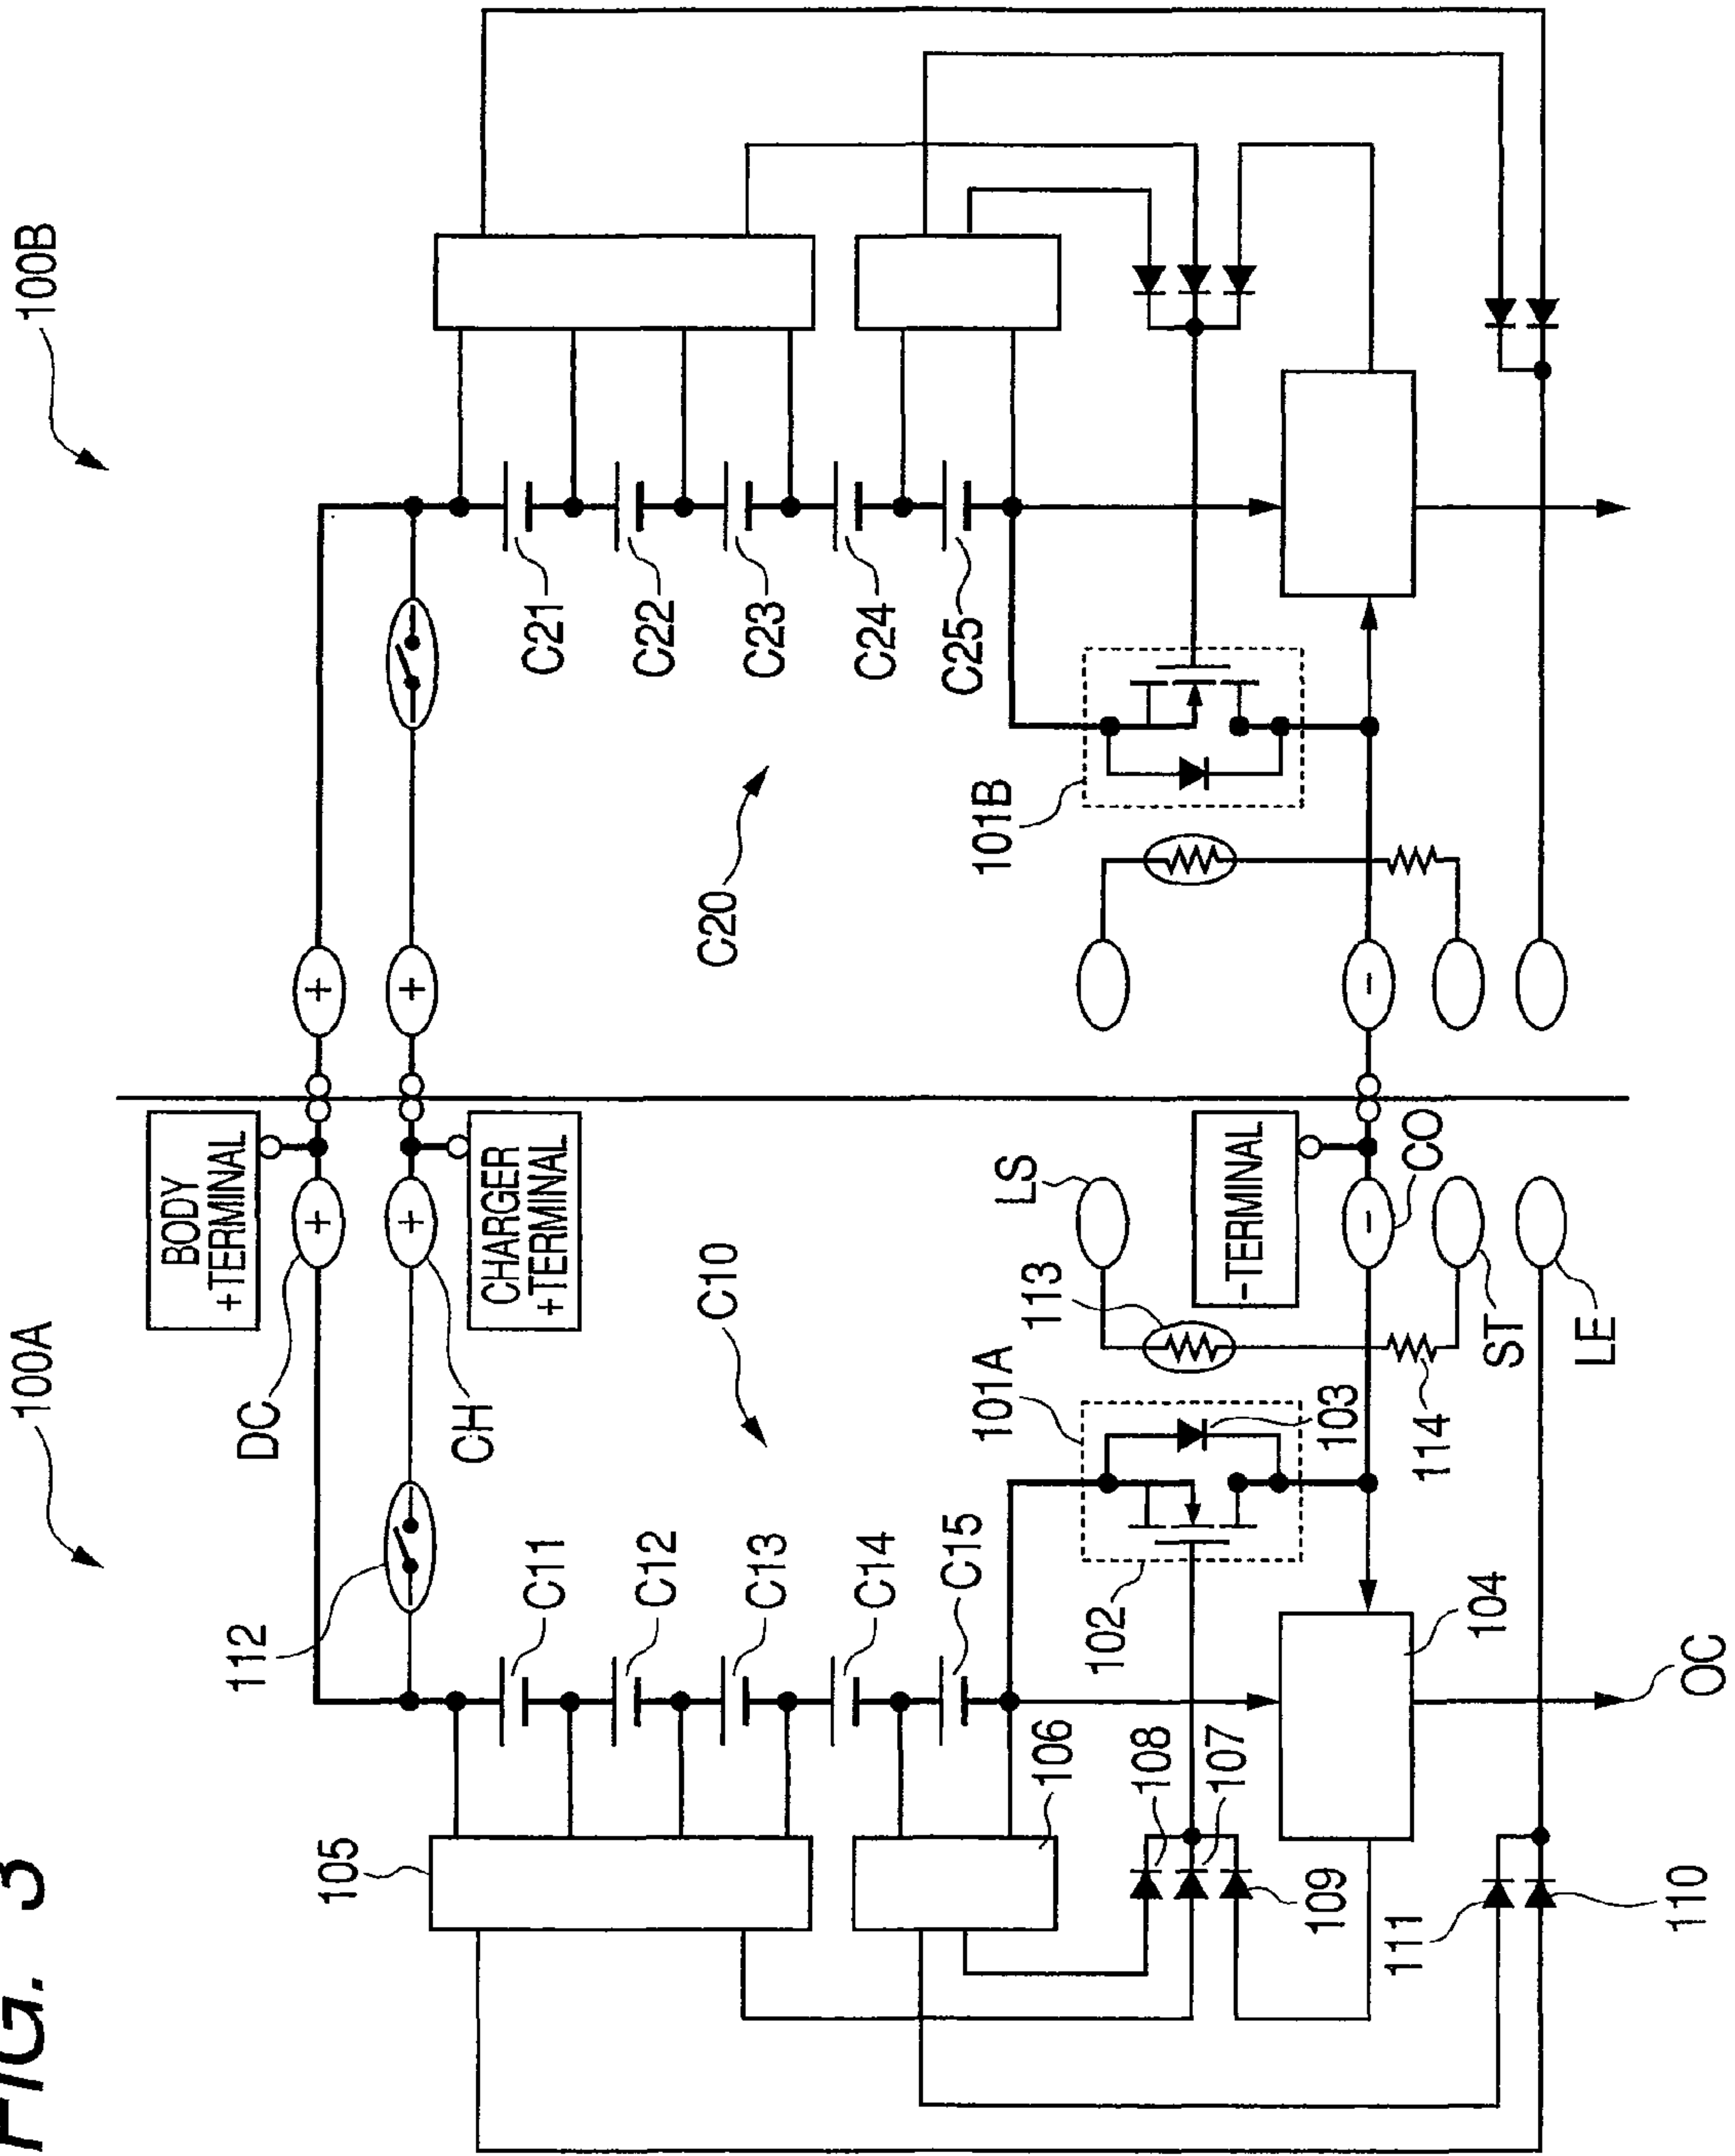 FIG. 3
100A
100B
BODY
+TERMINAL
DC
+
+
112
CH
+
+
CHARGER
+TERMINAL
105
C11
C12
C13
C14
C15
C10
C20
C21
C22
C23
C24
C25
106
101A
101B
102
103
113
LS
-TERMINAL
-
-
CO
108
107
109
104
114
ST
LE
111
110
OC